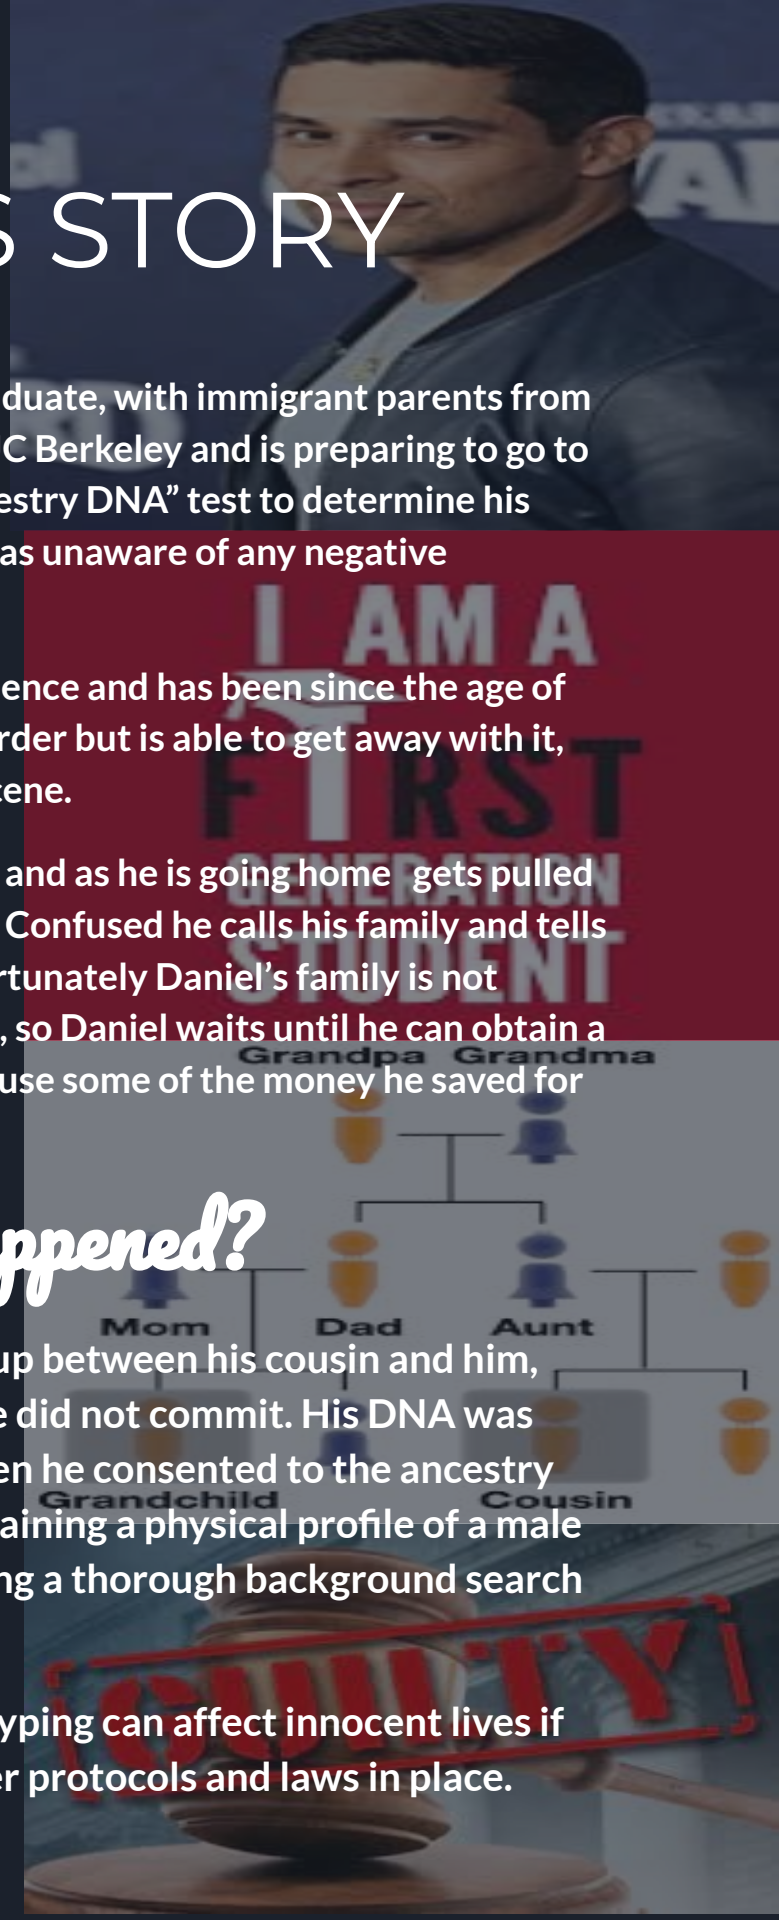 STORY
duate, with immigrant parents from
C Berkeley and is preparing to go to
estry DNA” test to determine his
as unaware of any negative
I AM A
ence and has been since the age of
rder but is able to get away with it,
FIRST
cene.
GENERATION
and as he is going home gets pulled
Confused he calls his family and tells
STUDENT
rtunately Daniel’s family is not
, so Daniel waits until he can obtain a
Grandpa Grandma
use some of the money he saved for
ppened?
Mom Dad Aunt
up between his cousin and him,
e did not commit. His DNA was
en he consented to the ancestry
Grandchild Cousin
aining a physical profile of a male
ng a thorough background search
GUILTY
yping can affect innocent lives if
er protocols and laws in place.